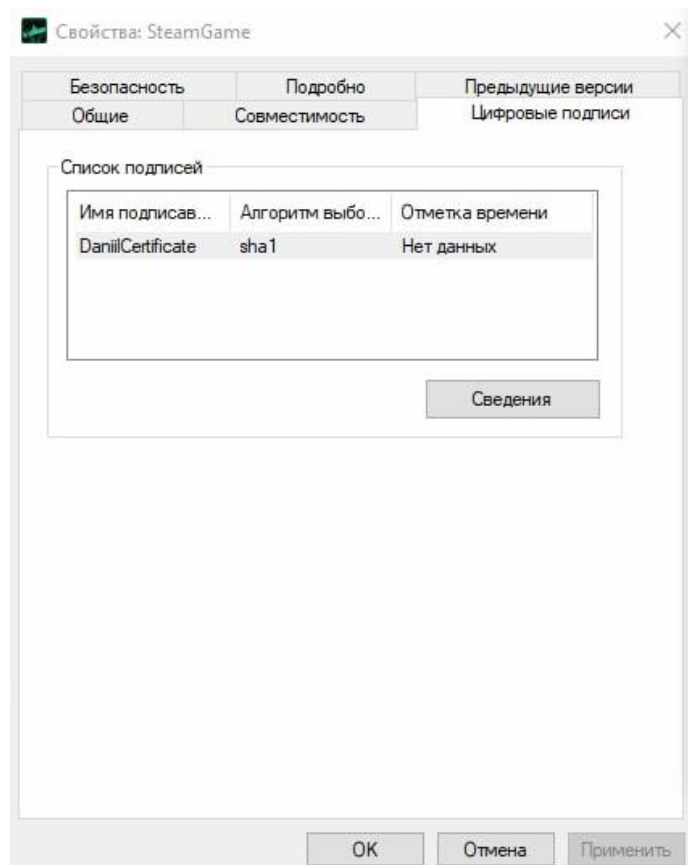 Свойства: SteamGame
Безопасность Подробно Предыдущие версии
Общие Совместимость Цифровые подписи
Список подписей
Имя подписав... Алгоритм выбо... Отметка времени
DaniilCertificate sha1 Нет данных
Сведения
OK Отмена Применить